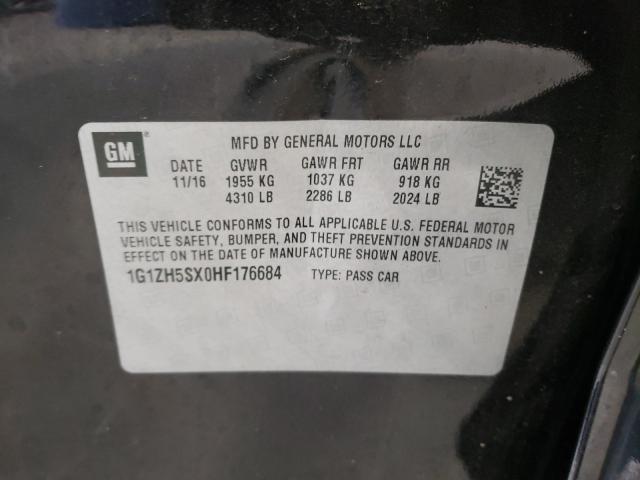 GM
®
MFD BY GENERAL MOTORS LLC
DATE GVWR GAWR FRT GAWR RR
11/16 1955 KG 1037 KG 918 KG
4310 LB 2286 LB 2024 LB
THIS VEHICLE CONFORMS TO ALL APPLICABLE U.S. FEDERAL MOTOR
VEHICLE SAFETY, BUMPER, AND THEFT PREVENTION STANDARDS IN
EFFECT ON THE DATE OF MANUFACTURE SHOWN ABOVE.
1G1ZH5SX0HF176684 TYPE: PASS CAR